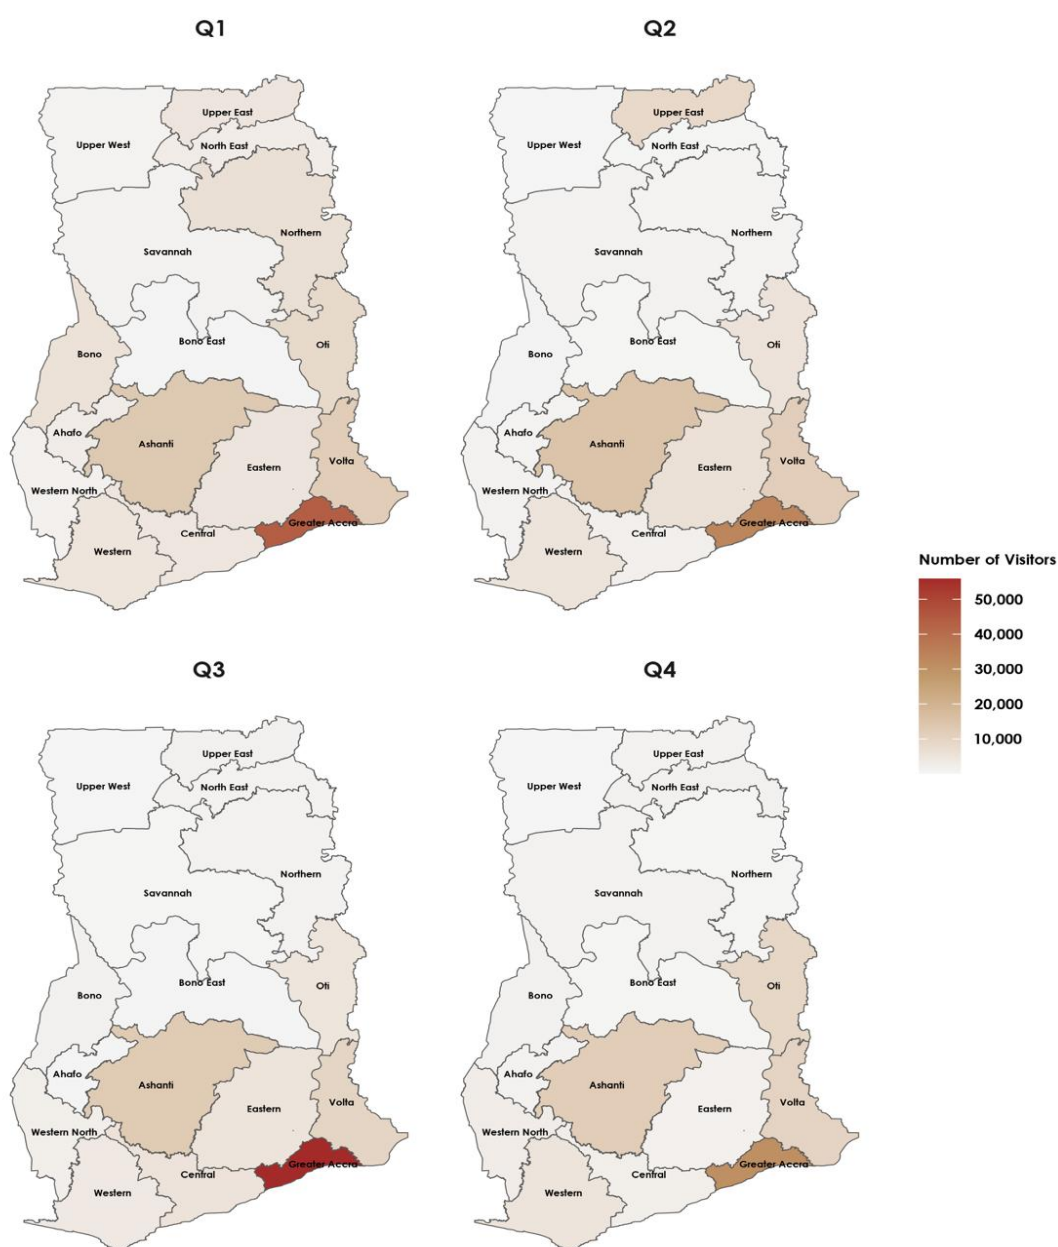 Q1
Upper West
Upper East
North East
Northern
Savannah
Bono East
Oti
Bono
Ahafo
Ashanti
Volta
Eastern
Western North
Greater Accra
Central
Western
Q2
Upper West
Upper East
North East
Northern
Savannah
Bono East
Oti
Bono
Ahafo
Ashanti
Volta
Eastern
Western North
Greater Accra
Central
Western
Number of Visitors
50,000
40,000
30,000
20,000
10,000
Q3
Upper West
Upper East
North East
Northern
Savannah
Bono East
Oti
Bono
Ahafo
Ashanti
Volta
Eastern
Western North
Greater Accra
Central
Western
Q4
Upper West
Upper East
North East
Northern
Savannah
Bono East
Oti
Bono
Ahafo
Ashanti
Volta
Eastern
Western North
Greater Accra
Central
Western